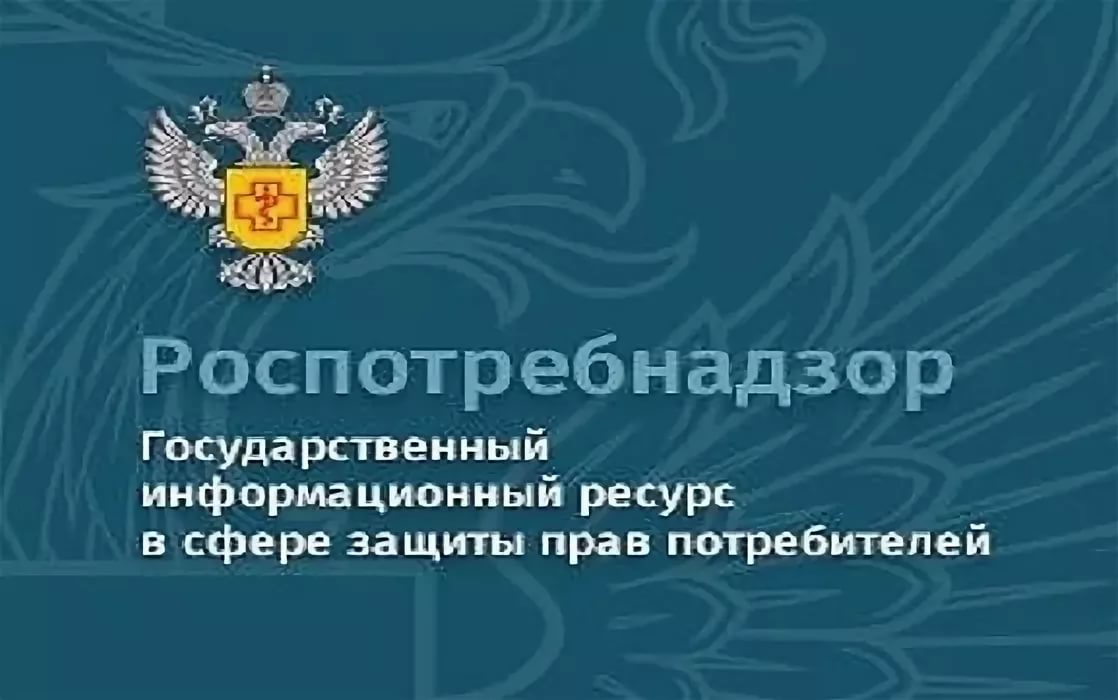 Роспотребнадзор
Государственный
информационный ресурс
в сфере защиты прав потребителей